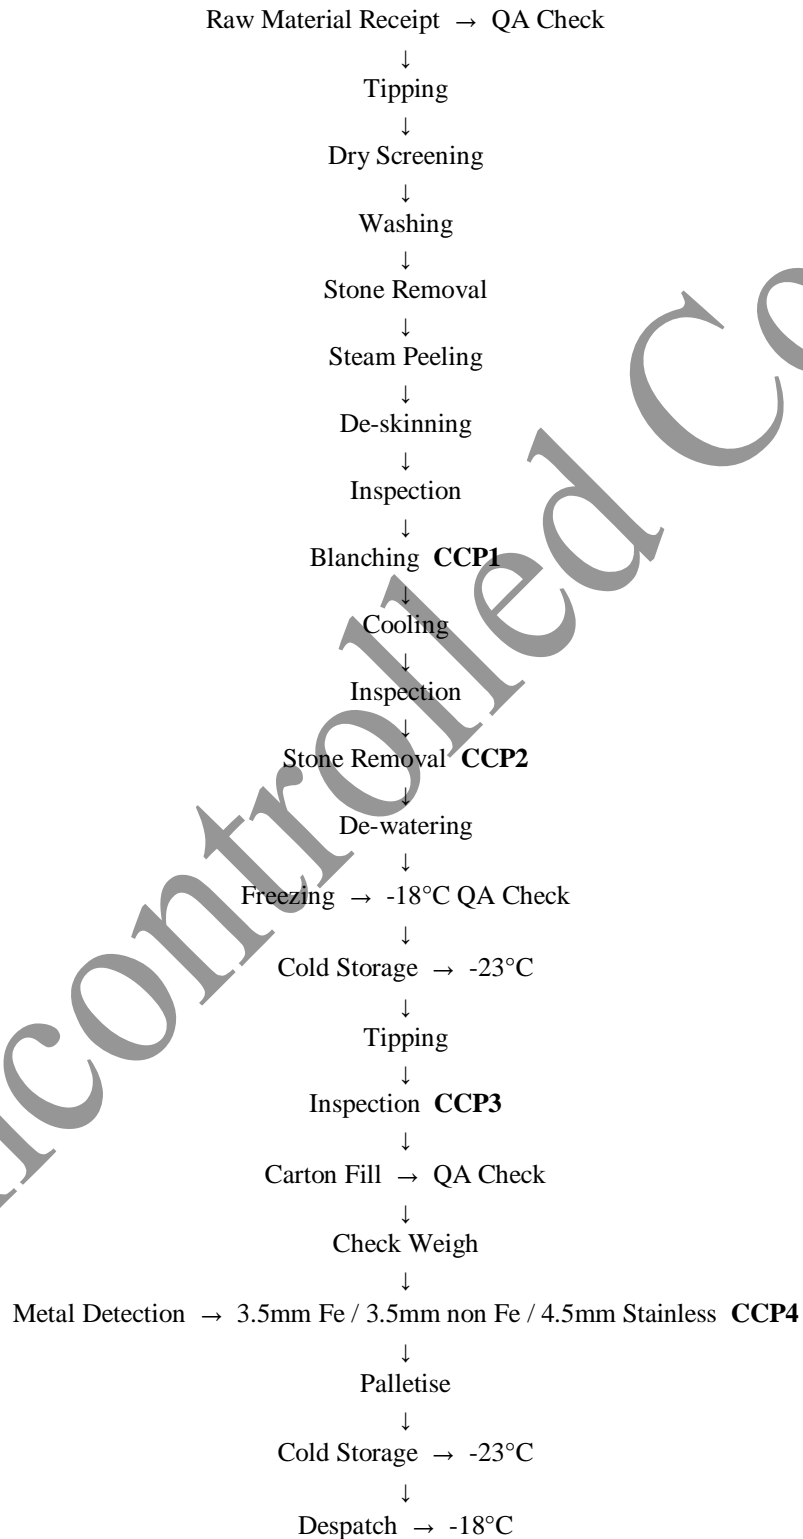 Raw Material Receipt → QA Check
↓
Tipping
↓
Dry Screening
↓
Washing
↓
Stone Removal
↓
Steam Peeling
↓
De-skinning
↓
Inspection
↓
Blanching CCP1
↓
Cooling
↓
Inspection
↓
Stone Removal CCP2
↓
De-watering
↓
Freezing → -18°C QA Check
↓
Cold Storage → -23°C
↓
Tipping
↓
Inspection CCP3
↓
Carton Fill → QA Check
↓
Check Weigh
↓
Metal Detection → 3.5mm Fe / 3.5mm non Fe / 4.5mm Stainless CCP4
↓
Palletise
↓
Cold Storage → -23°C
↓
Despatch → -18°C